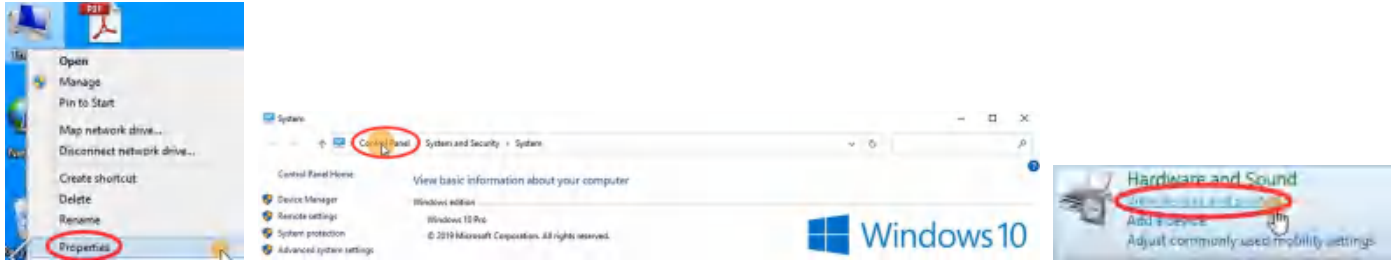 PDF
Open
Manage
Pin to Start
Map network drive...
Disconnect network drive...
Create shortcut
Delete
Rename
Properties
System
Control Panel › System and Security › System
Control Panel Home
Device Manager
Remote settings
System protection
Advanced system settings
View basic information about your computer
Windows edition
Windows 10 Pro
© 2019 Microsoft Corporation. All rights reserved.
Windows 10
Hardware and Sound
View devices and
Add a device
Adjust commonly used mobility settings